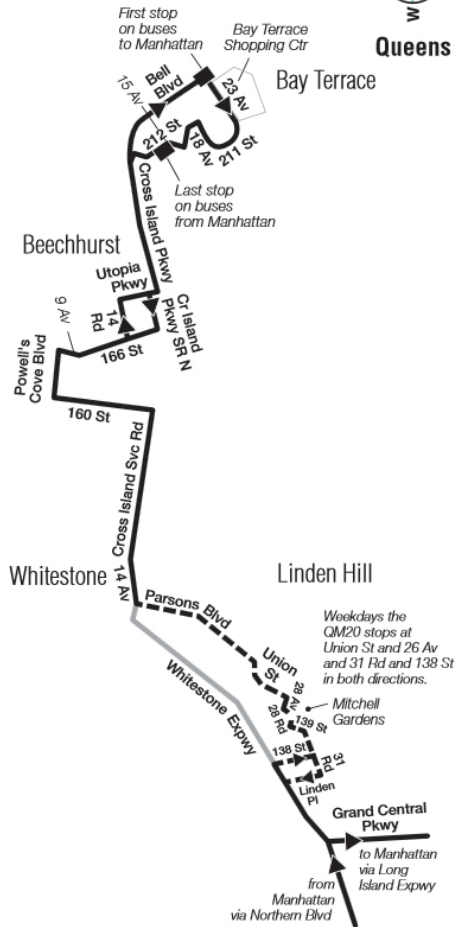 W
Queens
First stop
on buses
to Manhattan
Bay Terrace
Shopping Ctr
Bay Terrace
Bell
Blvd
23 Av
15 Av
212 St
18 Av
211 St
Last stop
on buses
from Manhattan
Cross Island Pkwy
Beechhurst
Utopia
Pkwy
Cr Island
Pkwy SR N
14
Rd
9 Av
166 St
Powell's
Cove Blvd
160 St
Cross Island Svc Rd
Whitestone
14 Av
Linden Hill
Parsons Blvd
Weekdays the
QM20 stops at
Union St and 26 Av
and 31 Rd and 138 St
in both directions.
Union
St
Whitestone Expwy
28 Av
28 Rd
Mitchell
Gardens
139 St
138 St
31
Rd
Linden
Pl
Grand Central
Pkwy
to Manhattan
via Long
Island Expwy
from
Manhattan
via Northern Blvd